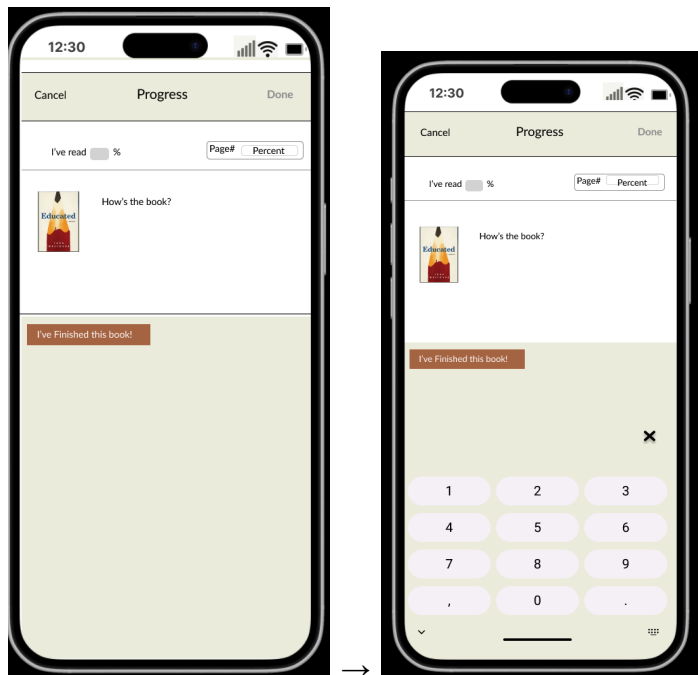 12:30
Cancel Progress Done
I've read % Page# Percent
How's the book?
Educated
I've Finished this book!
→
12:30
Cancel Progress Done
I've read % Page# Percent
How's the book?
Educated
I've Finished this book!
1 2 3
4 5 6
7 8 9
, 0 .